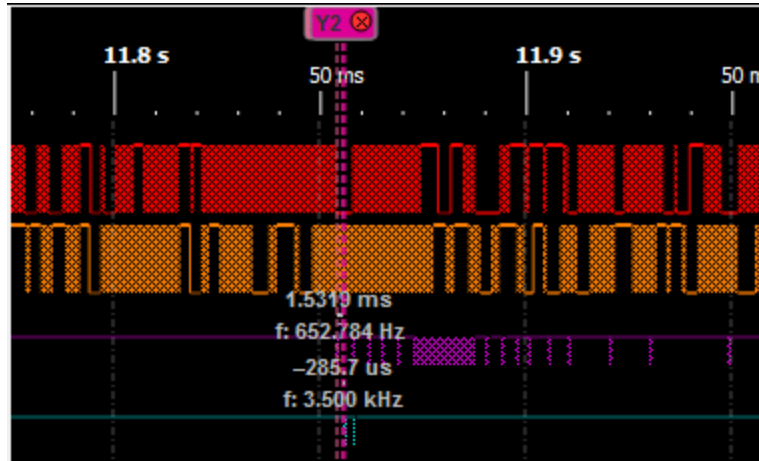 Y2
11.8 s
50 ms
11.9 s
50 m
1.5319 ms
f: 652.784 Hz
−285.7 us
f: 3.500 kHz